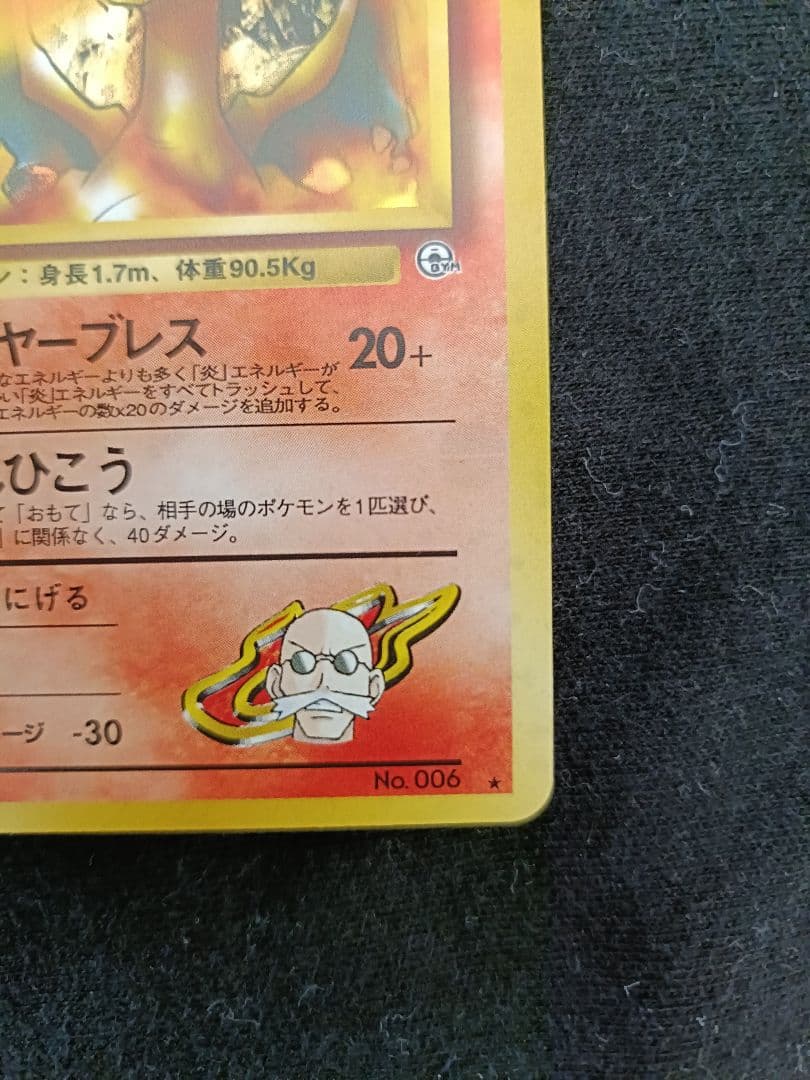 ン：身長1.7m、体重90.5Kg
GYM
ヤーブレス 20+
なエネルギーよりも多く「炎」エネルギーが
い「炎」エネルギーをすべてトラッシュして、
エネルギーの数x20のダメージを追加する。
んひこう
て「おもて」なら、相手の場のポケモンを1匹選び、
」に関係なく、40ダメージ。
にげる
ージ -30
No. 006 ★